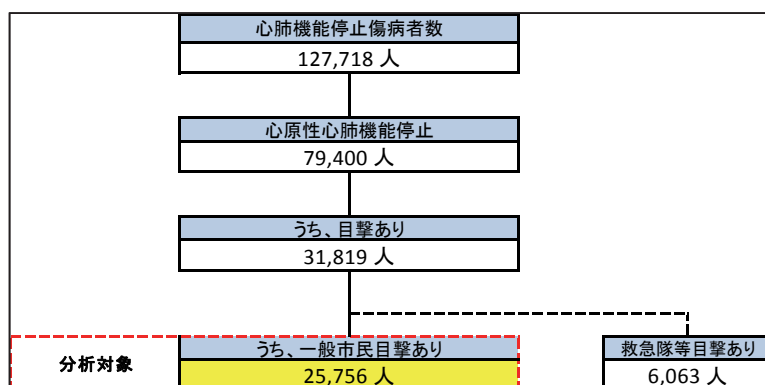 心肺機能停止傷病者数
127,718 人
心原性心肺機能停止
79,400 人
うち、目撃あり
31,819 人
分析対象
うち、一般市民目撃あり
25,756 人
救急隊等目撃あり
6,063 人